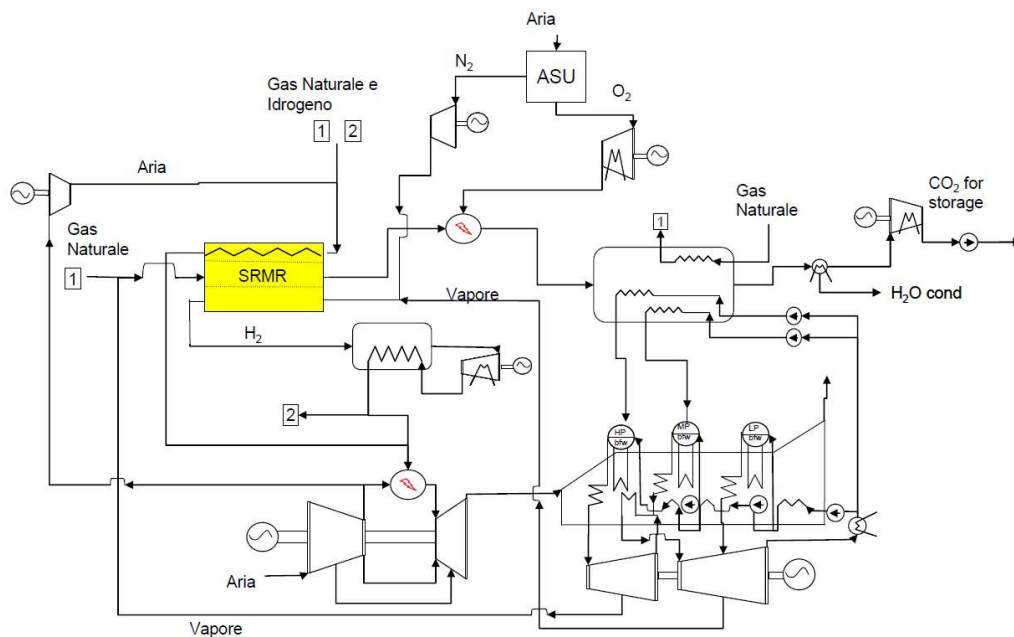 Aria
N2
ASU
O2
Gas Naturale e
Idrogeno
1 2
Aria
CO2 for
storage
Gas
Naturale
Gas
Naturale
1
1
SRMR
Vapore
H2O cond
H2
2
HP
bfw
MP
bfw
LP
bfw
Aria
Vapore